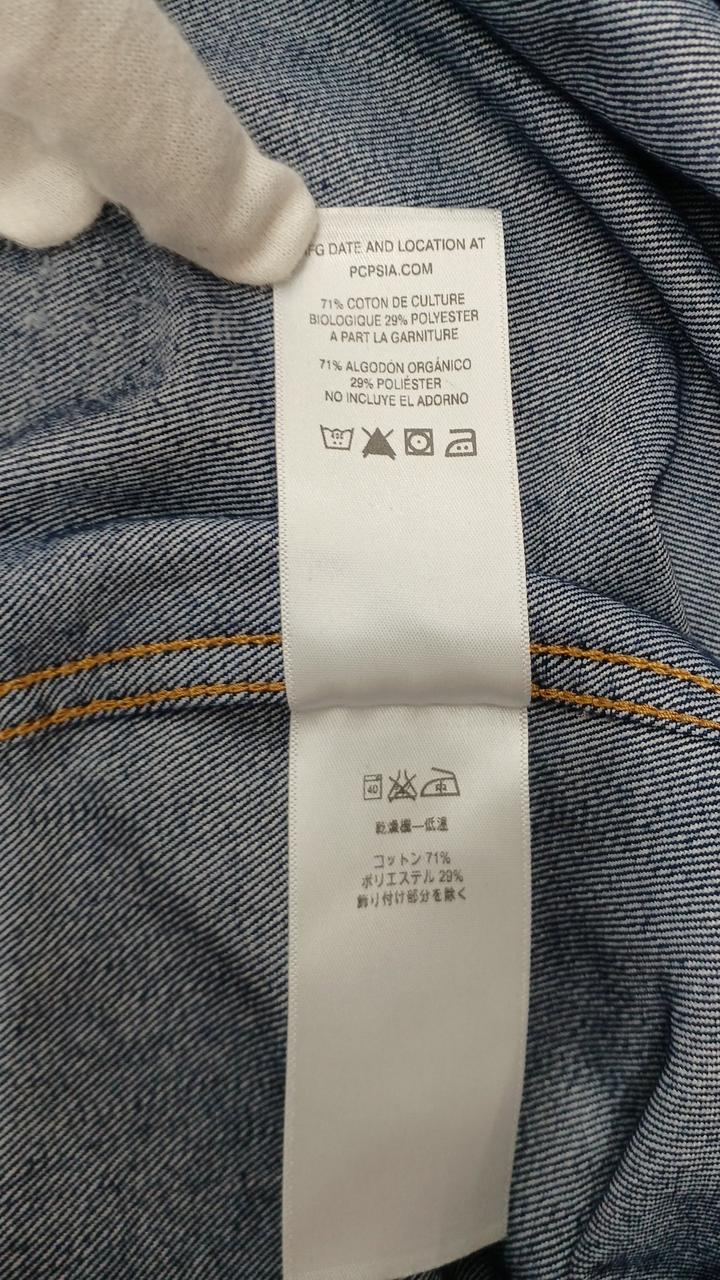 FG DATE AND LOCATION AT
PCPSIA.COM
71% COTON DE CULTURE
BIOLOGIQUE 29% POLYESTER
A PART LA GARNITURE
71% ALGODÓN ORGÁNICO
29% POLIÉSTER
NO INCLUYE EL ADORNO
40
乾燥機—低温
コットン 71%
ポリエステル 29%
飾り付け部分を除く